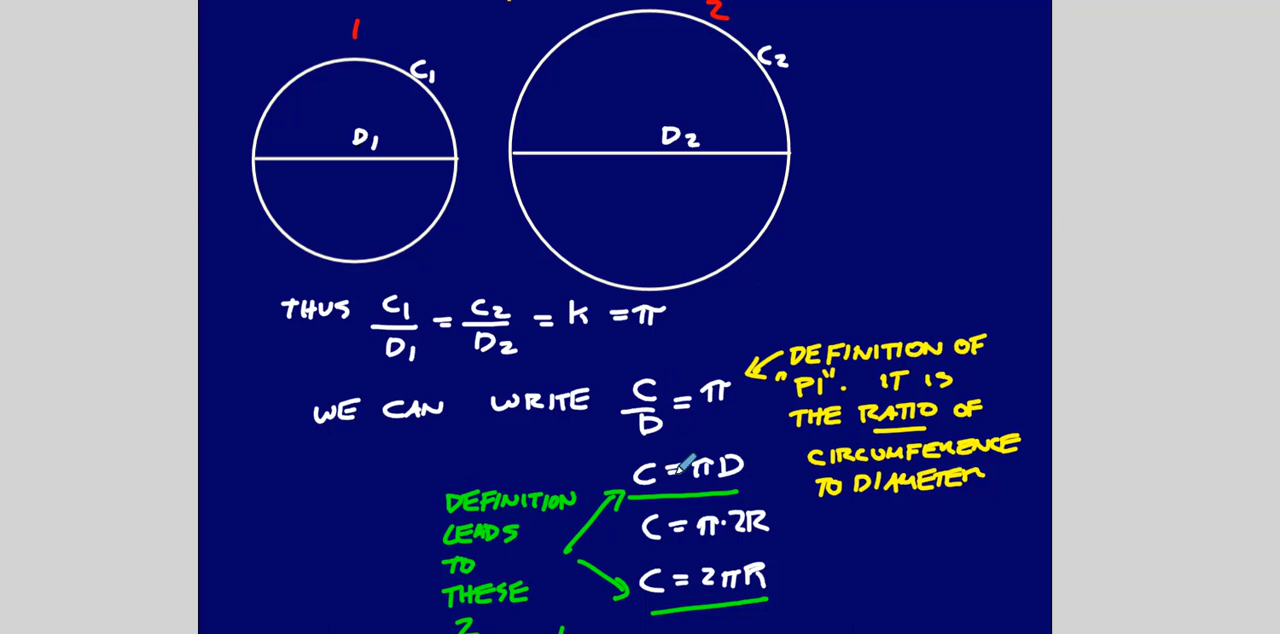 1
2
C1
C2
D1
D2
THUS C1/D1 = C2/D2 = k = π
WE CAN WRITE C/D = π
DEFINITION OF
"PI". IT IS
THE RATIO OF
CIRCUMFERENCE
TO DIAMETER
C = πD
C = π·2R
C = 2πR
DEFINITION
LEADS
TO
THESE
2